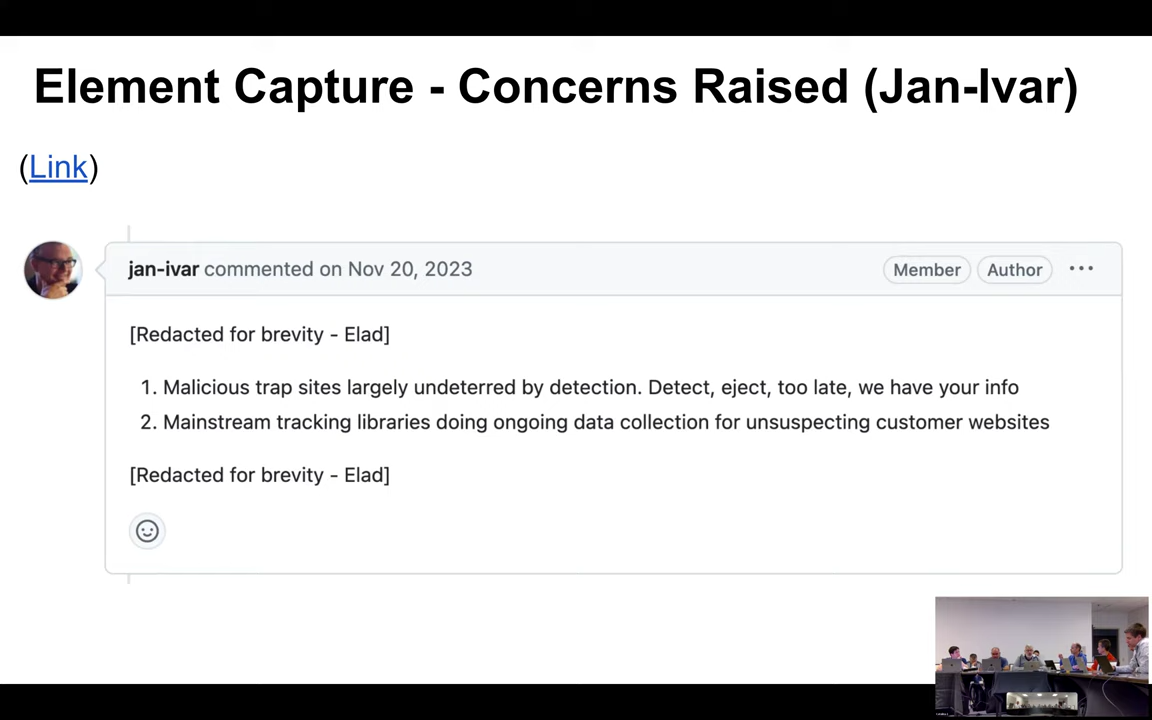 Element Capture - Concerns Raised (Jan-Ivar)
(Link)
jan-ivar commented on Nov 20, 2023
Member
Author
[Redacted for brevity - Elad]
1. Malicious trap sites largely undeterred by detection. Detect, eject, too late, we have your info
2. Mainstream tracking libraries doing ongoing data collection for unsuspecting customer websites
[Redacted for brevity - Elad]